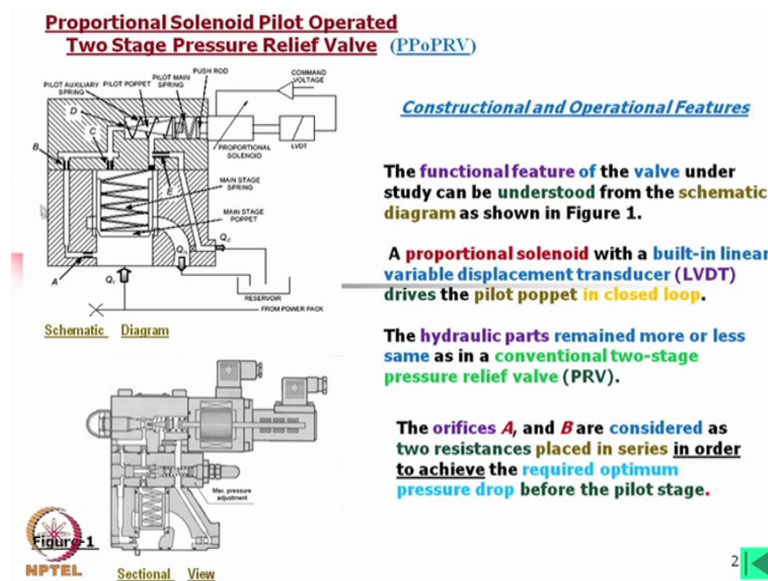 Proportional Solenoid Pilot Operated
Two Stage Pressure Relief Valve (PPoPRV)
PUSH ROD
PILOT MAIN
SPRING
PILOT AUXILIARY
SPRING
PILOT POPPET
COMMAND
VOLTAGE
D
C
B
PROPORTIONAL
SOLENOID
LVDT
MAIN STAGE
SPRING
E
MAIN STAGE
POPPET
A
RESERVOIR
FROM POWER PACK
Schematic Diagram
Max. pressure
adjustment
Figure-1
NPTEL
Sectional View
Constructional and Operational Features
The functional feature of the valve under
study can be understood from the schematic
diagram as shown in Figure 1.
A proportional solenoid with a built-in linear
variable displacement transducer (LVDT)
drives the pilot poppet in closed loop.
The hydraulic parts remained more or less
same as in a conventional two-stage
pressure relief valve (PRV).
The orifices A, and B are considered as
two resistances placed in series in order
to achieve the required optimum
pressure drop before the pilot stage.
2